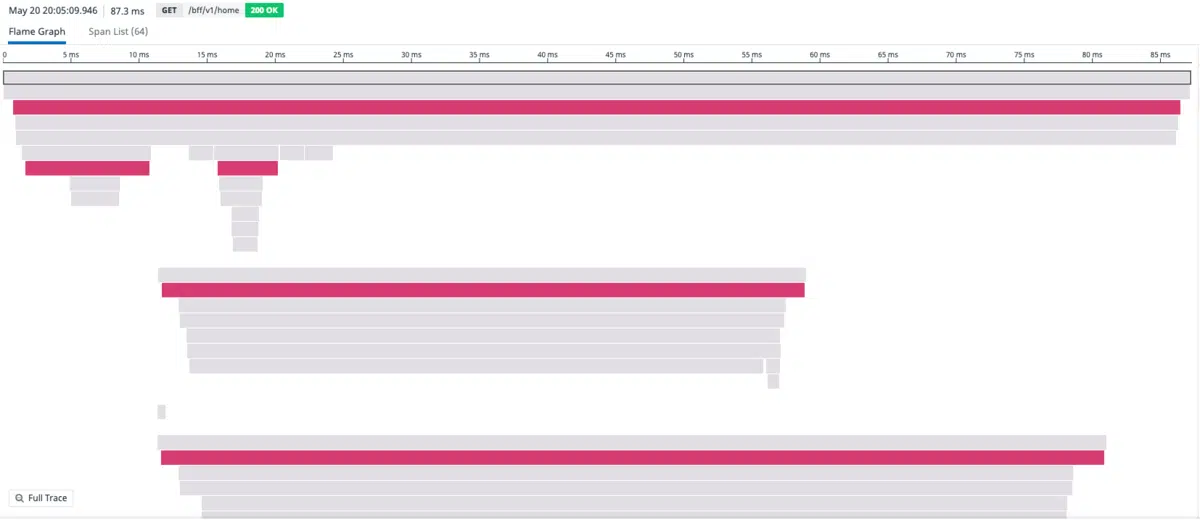 May 20 20:05:09.946 87.3 ms GET /bff/v1/home 200 OK
Flame Graph Span List (64)
0 5 ms 10 ms 15 ms 20 ms 25 ms 30 ms 35 ms 40 ms 45 ms 50 ms 55 ms 60 ms 65 ms 70 ms 75 ms 80 ms 85 ms
Full Trace